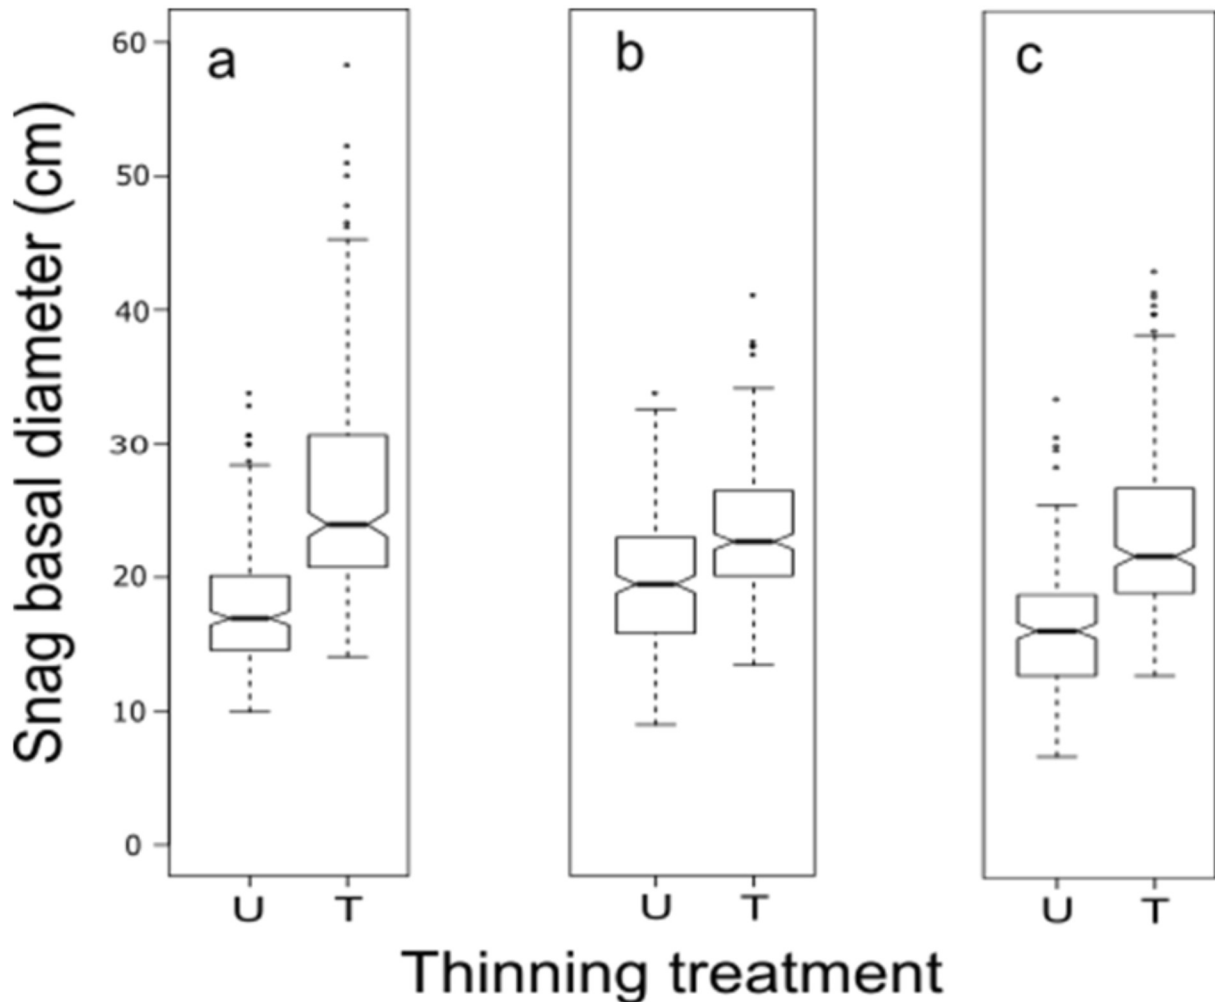 Snag basal diameter (cm)
60
50
40
30
20
10
0
a
b
c
U T
U T
U T
Thinning treatment